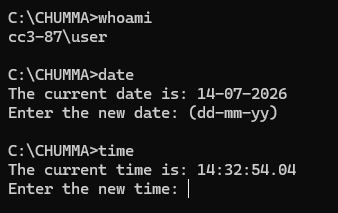 C:\CHUMMA>whoami
cc3-87\user
C:\CHUMMA>date
The current date is: 14-07-2026
Enter the new date: (dd-mm-yy)
C:\CHUMMA>time
The current time is: 14:32:54.04
Enter the new time: